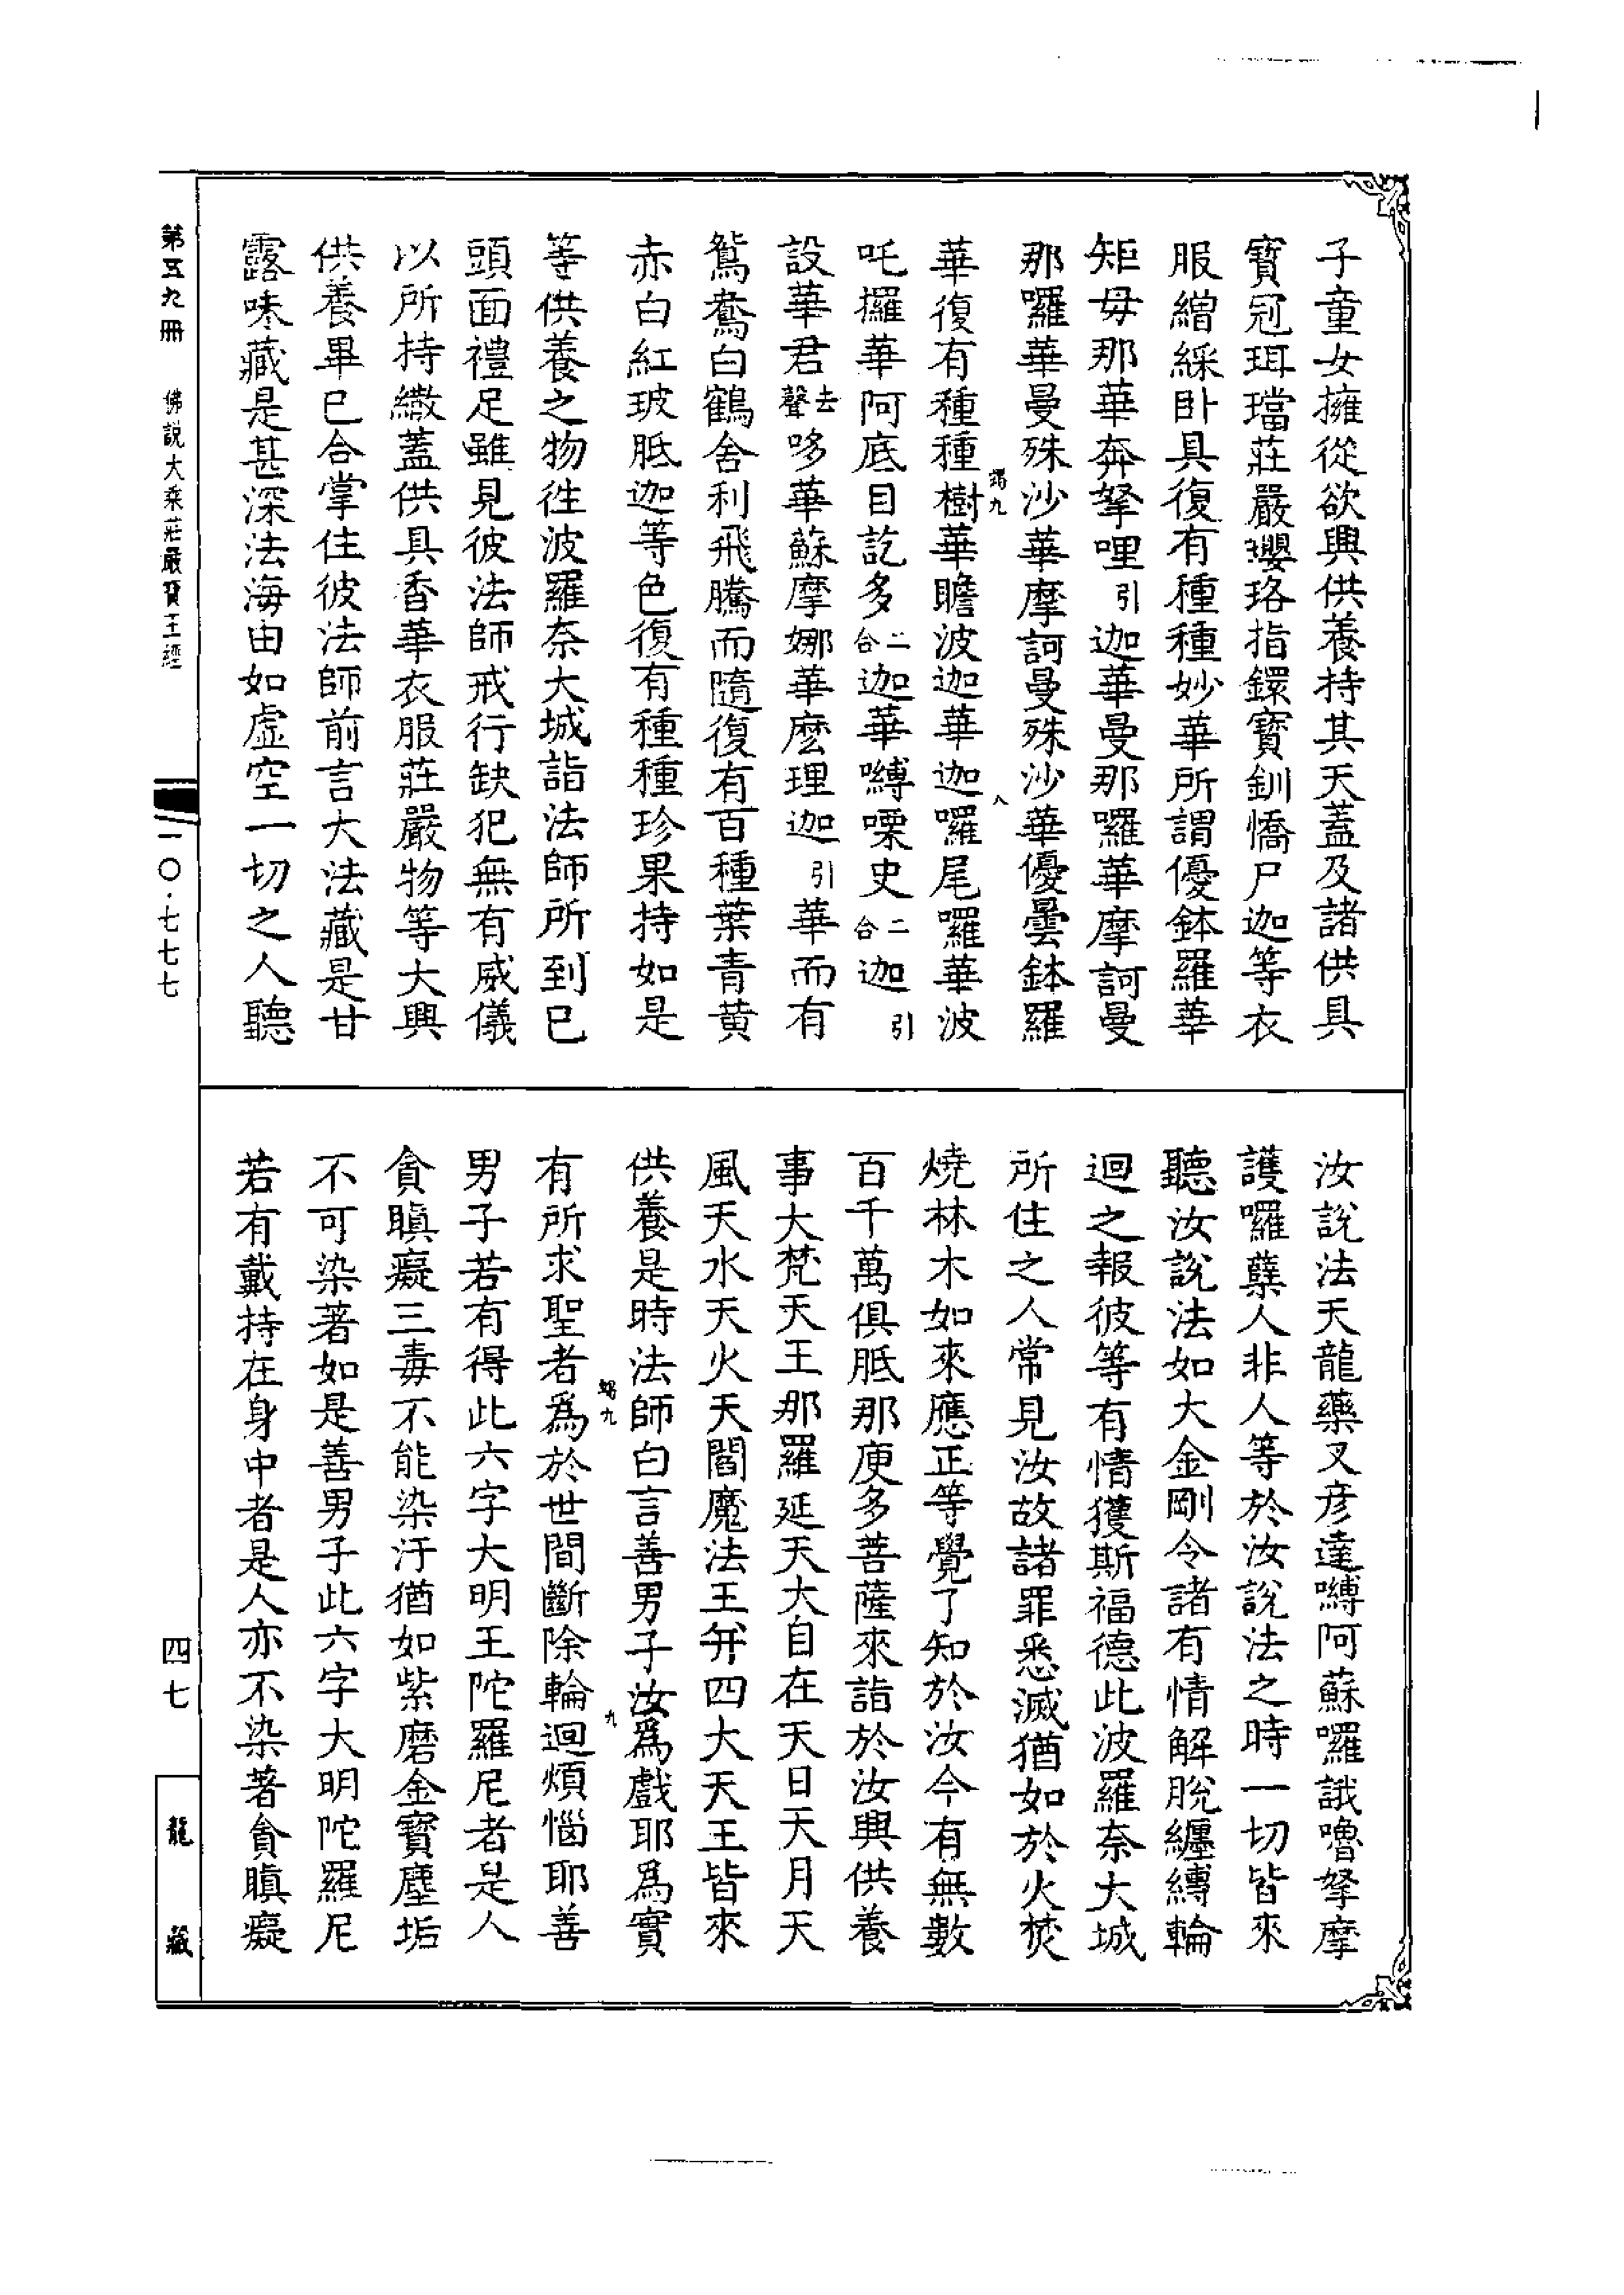 子童女擁從欲興供養持其天蓋及諸供具
寶冠珥璫莊嚴瓔珞指鐶寶釧憍尸迦等衣
服繒綵卧具復有種種妙華所謂優鉢羅華
矩毋那華奔拏哩引迦華曼那囉華摩訶曼
那囉華曼殊沙華摩訶曼殊沙華優曇鉢羅
華復有種種樹華瞻波迦華迦囉尾囉華波
吒攞華阿底目訖多二合迦華嚩㗚史二合迦引
設華君去聲哆華蘇摩娜華麽理迦引華而有
鴛鴦白鶴舍利飛騰而隨復有百種葉青黄
赤白紅玻胝迦等色復有種種珍果持如是
等供養之物徃波羅奈大城詣法師所到巳
頭面禮足雖見彼法師戒行缺犯無有威儀
以所持繖蓋供具香華衣服莊嚴物等大興
供養畢巳合掌住彼法師前言大法藏是甘
露味藏是甚深法海由如虛空一切之人聽
汝說法天龍藥叉彦達嚩阿蘇囉誐嚕拏摩
護囉櫱人非人等於汝說法之時一切皆來
聽汝說法如大金剛令諸有情解脫纏縛輪
迴之報彼等有情獲斯福德此波羅奈大城
所住之人常見汝故諸罪悉滅猶如於火焚
燒林木如來應正等覺了知於汝今有無數
百千萬俱胝那庾多菩薩來詣於汝興供養
事大梵天王那羅延天大自在天日天月天
風天水天火天閻魔法王并四大天王皆來
供養是時法師白言善男子汝爲戲耶爲實
有所求聖者爲於世間斷除輪迴煩惱耶善
男子若有得此六字大明王陀羅尼者是人
貪瞋癡三毒不能染汙猶如紫磨金寶塵垢
不可染著如是善男子此六字大明陀羅尼
若有戴持在身中者是人亦不染著貪瞋癡
第五九冊
佛說大乘莊嚴寶王經
一〇·七七七
四七
龍藏